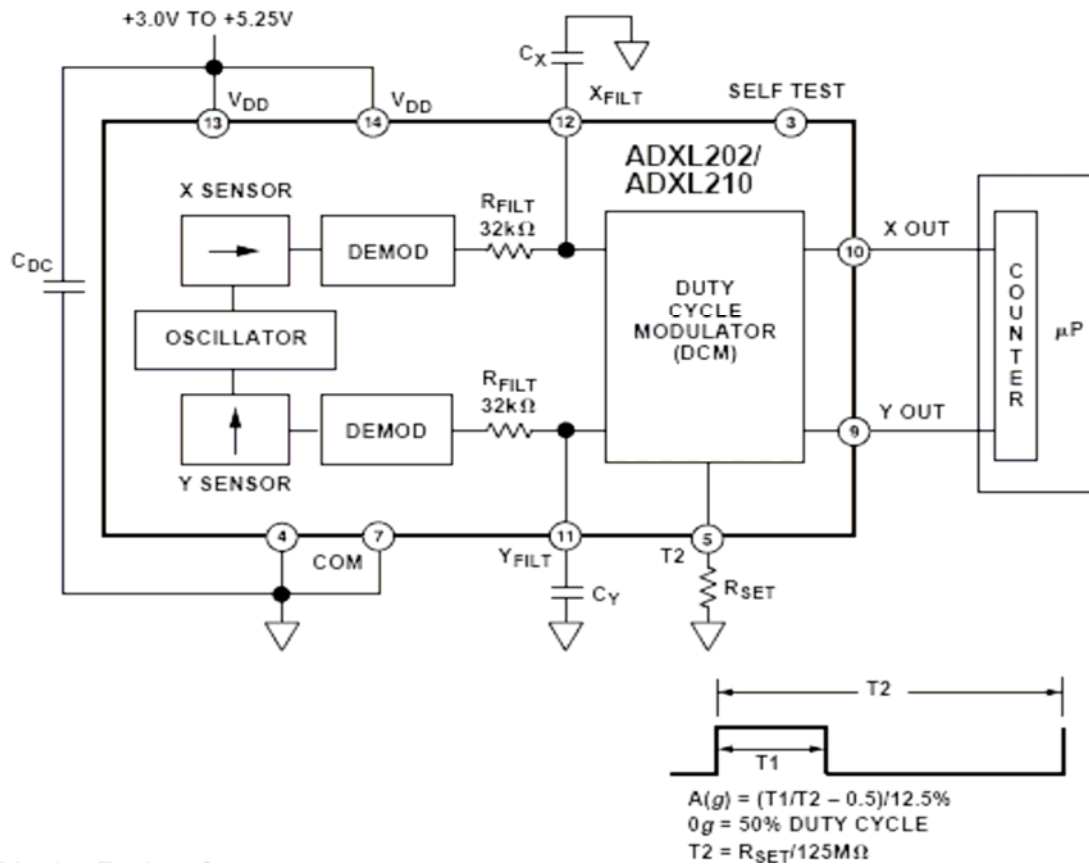 +3.0V TO +5.25V
CX
XFILT
SELF TEST
VDD
VDD
13
14
12
3
ADXL202/
ADXL210
X SENSOR
RFILT
32kΩ
DEMOD
X OUT
10
CDC
OSCILLATOR
DUTY
CYCLE
MODULATOR
(DCM)
COUNTER
µP
RFILT
32kΩ
DEMOD
Y OUT
9
Y SENSOR
4
COM
7
YFILT
11
T2
5
CY
RSET
T2
T1
A(g) = (T1/T2 – 0.5)/12.5%
0g = 50% DUTY CYCLE
T2 = RSET/125MΩ